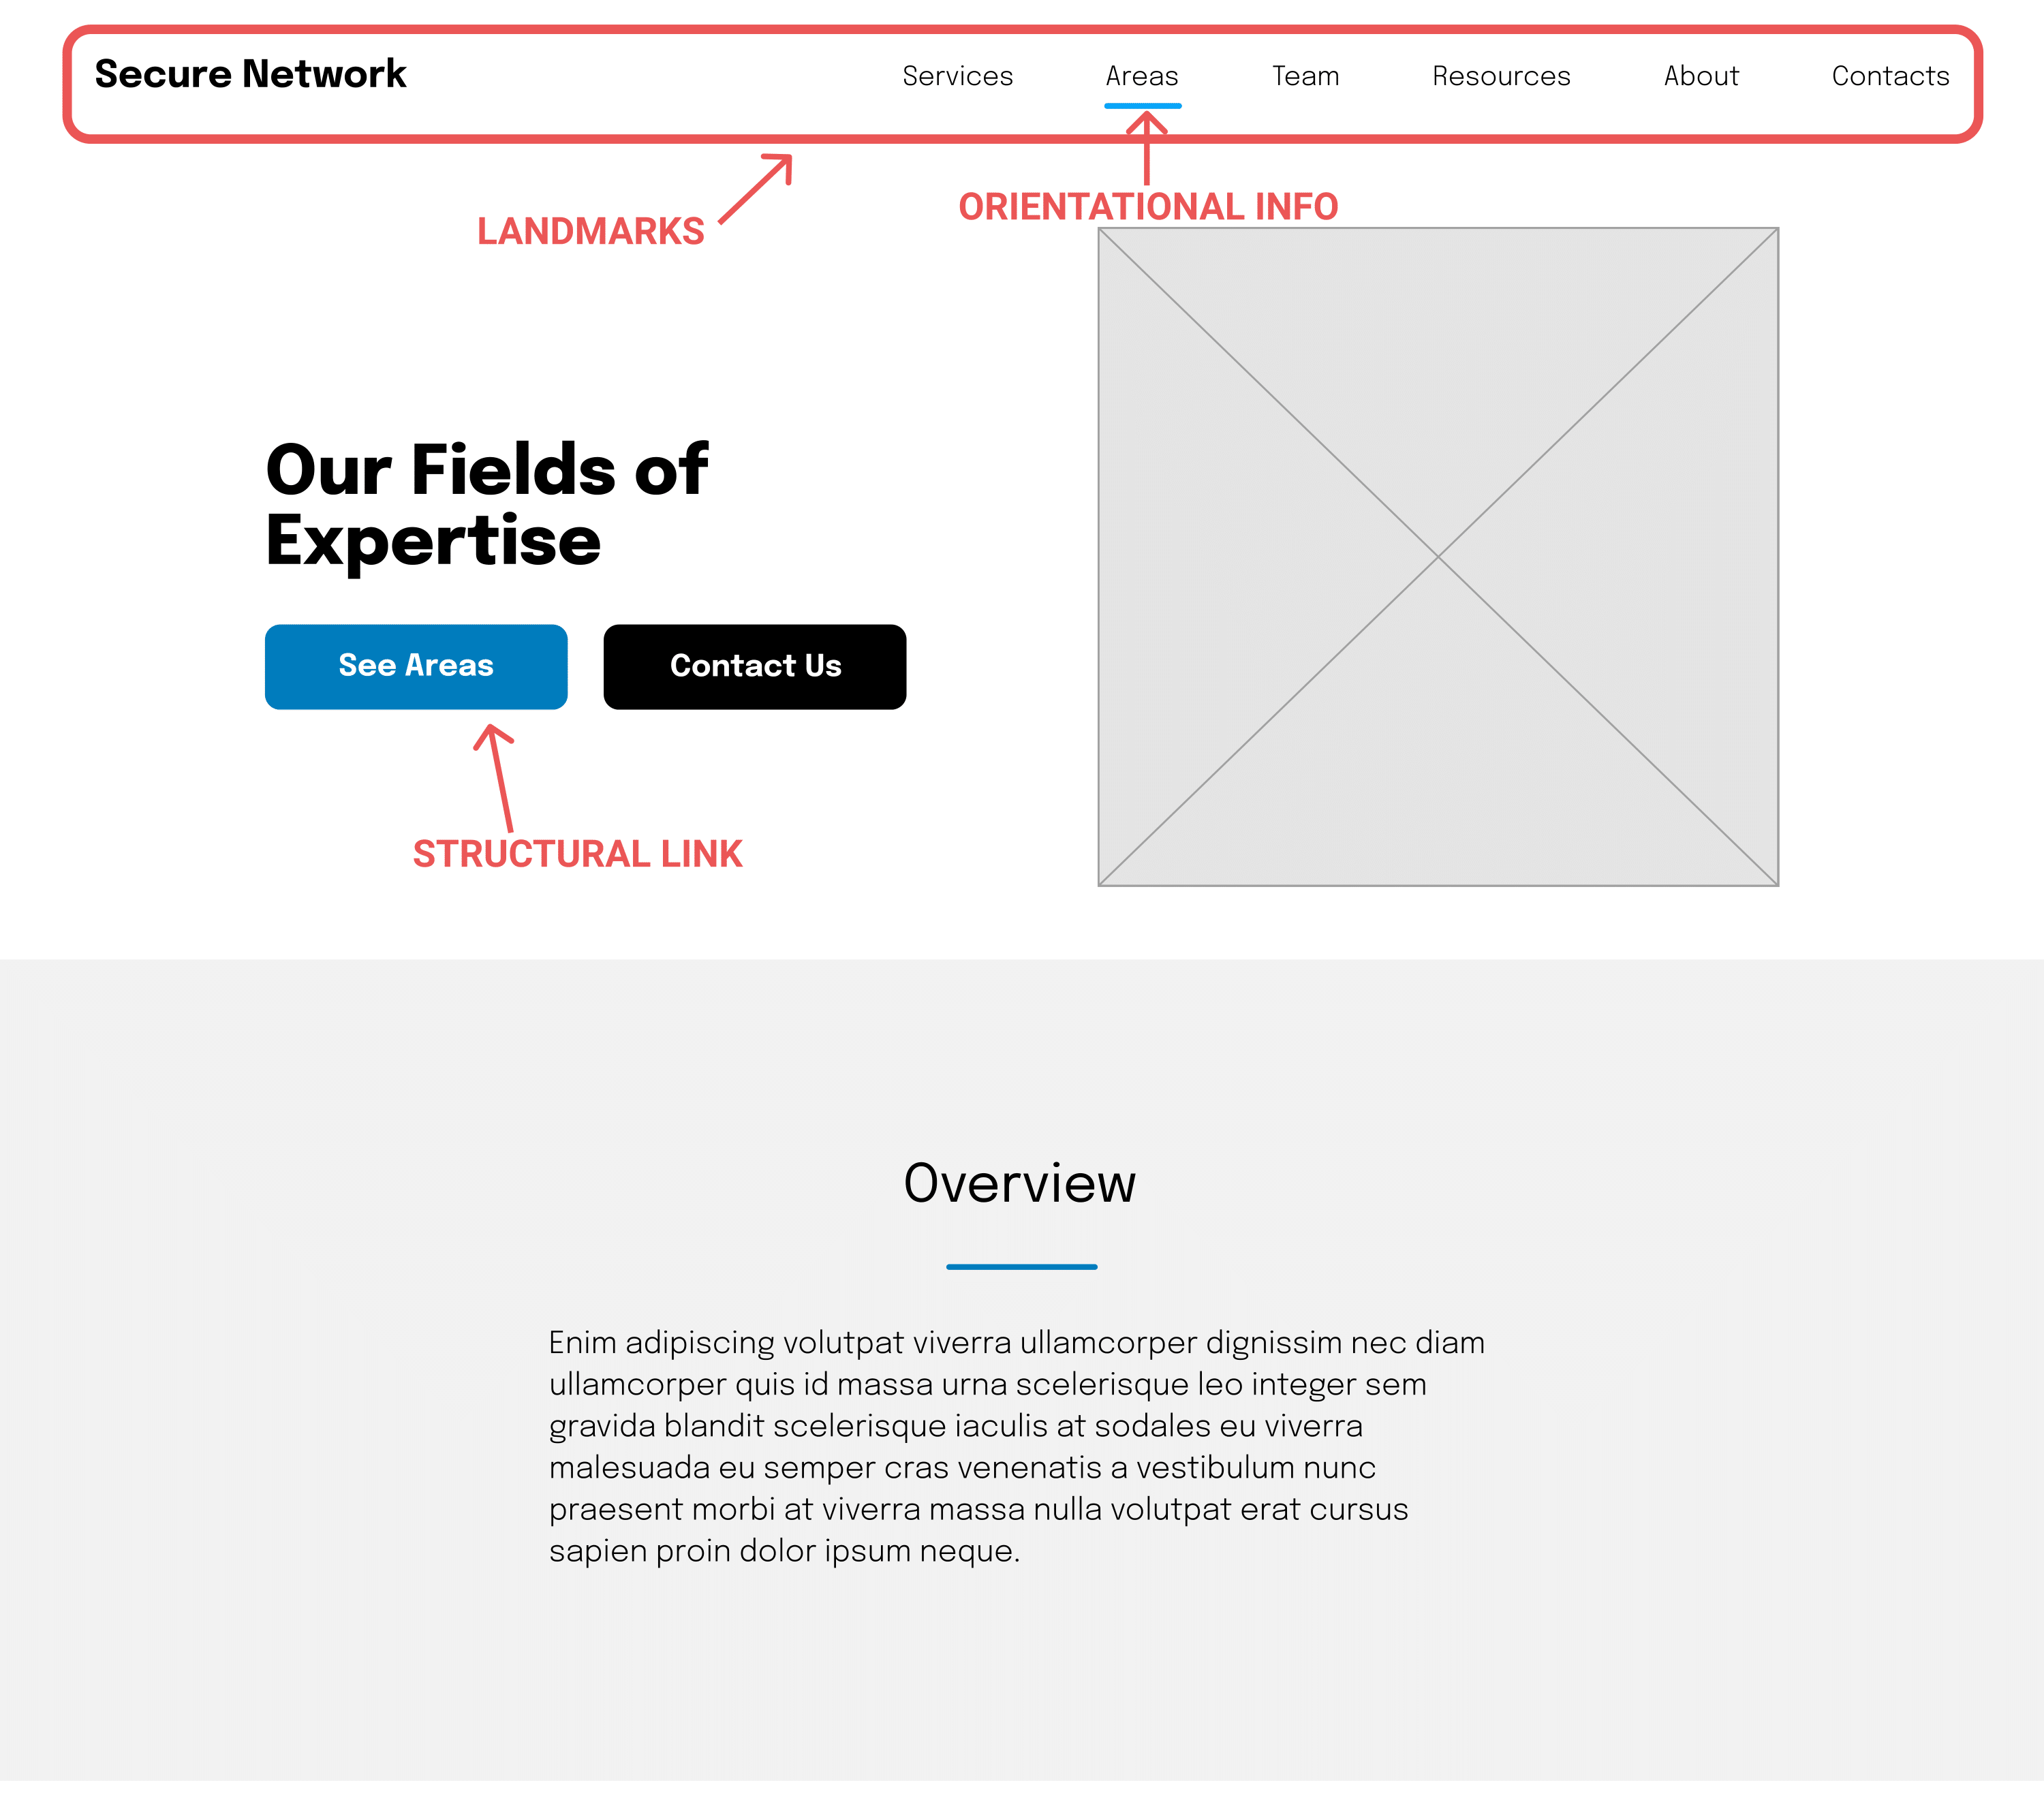 Secure Network
Services Areas Team Resources About Contacts
LANDMARKS
ORIENTATIONAL INFO
Our Fields of
Expertise
See Areas
Contact Us
STRUCTURAL LINK
Overview
Enim adipiscing volutpat viverra ullamcorper dignissim nec diam
ullamcorper quis id massa urna scelerisque leo integer sem
gravida blandit scelerisque iaculis at sodales eu viverra
malesuada eu semper cras venenatis a vestibulum nunc
praesent morbi at viverra massa nulla volutpat erat cursus
sapien proin dolor ipsum neque.